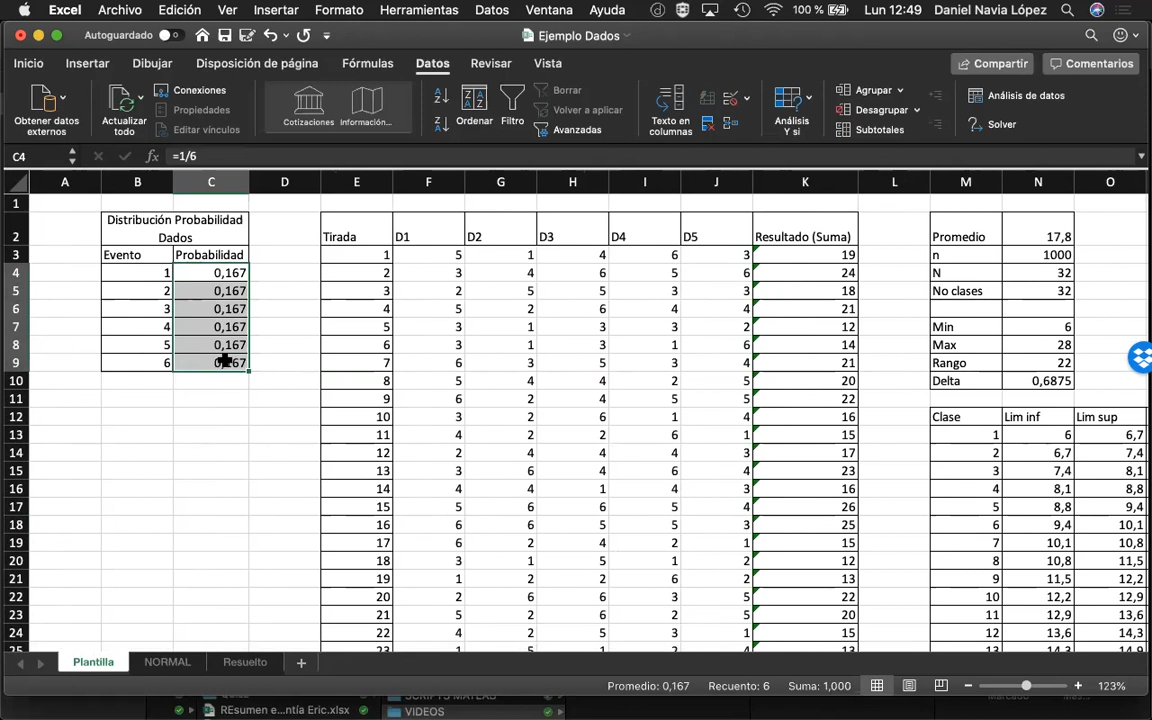 Excel Archivo Edición Ver Insertar Formato Herramientas Datos Ventana Ayuda 100 % Lun 12:49 Daniel Navia López
Autoguardado Ejemplo Dados
Inicio Insertar Dibujar Disposición de página Fórmulas Datos Revisar Vista Compartir Comentarios
Obtener datos externos
Actualizar todo
Conexiones
Propiedades
Editar vínculos
Cotizaciones Información...
Ordenar
Filtro
Borrar
Volver a aplicar
Avanzadas
Texto en columnas
Análisis Y si
Agrupar
Desagrupar
Subtotales
Análisis de datos
Solver
C4 fx =1/6
A B C D E F G H I J K L M N O
1
2 Distribución Probabilidad Dados Tirada D1 D2 D3 D4 D5 Resultado (Suma) Promedio 17,8
3 Evento Probabilidad 1 5 1 4 6 3 19 n 1000
4 1 0,167 2 3 4 6 5 6 24 N 32
5 2 0,167 3 2 5 5 3 3 18 No clases 32
6 3 0,167 4 5 2 6 4 4 21
7 4 0,167 5 3 1 3 3 2 12 Min 6
8 5 0,167 6 3 1 3 1 6 14 Max 28
9 6 0,167 7 6 3 5 3 4 21 Rango 22
10 8 5 4 4 2 5 20 Delta 0,6875
11 9 6 2 4 5 5 22
12 10 3 2 6 1 4 16 Clase Lim inf Lim sup
13 11 4 2 2 6 1 15 1 6 6,7
14 12 2 4 4 4 3 17 2 6,7 7,4
15 13 3 6 4 6 4 23 3 7,4 8,1
16 14 4 4 1 4 3 16 4 8,1 8,8
17 15 5 6 6 5 4 26 5 8,8 9,4
18 16 6 6 5 5 3 25 6 9,4 10,1
19 17 6 2 4 2 1 15 7 10,1 10,8
20 18 3 1 5 1 2 12 8 10,8 11,5
21 19 1 2 2 6 2 13 9 11,5 12,2
22 20 2 6 6 3 5 22 10 12,2 12,9
23 21 5 2 6 2 5 20 11 12,9 13,6
24 22 4 2 5 3 1 15 12 13,6 14,3
25 23 1 5 1 2 4 13 13 14,3
Plantilla NORMAL Resuelto
Promedio: 0,167 Recuento: 6 Suma: 1,000 123%
REsumen e...ntía Eric.xlsx
SCRIPTS MATLAB
VIDEOS